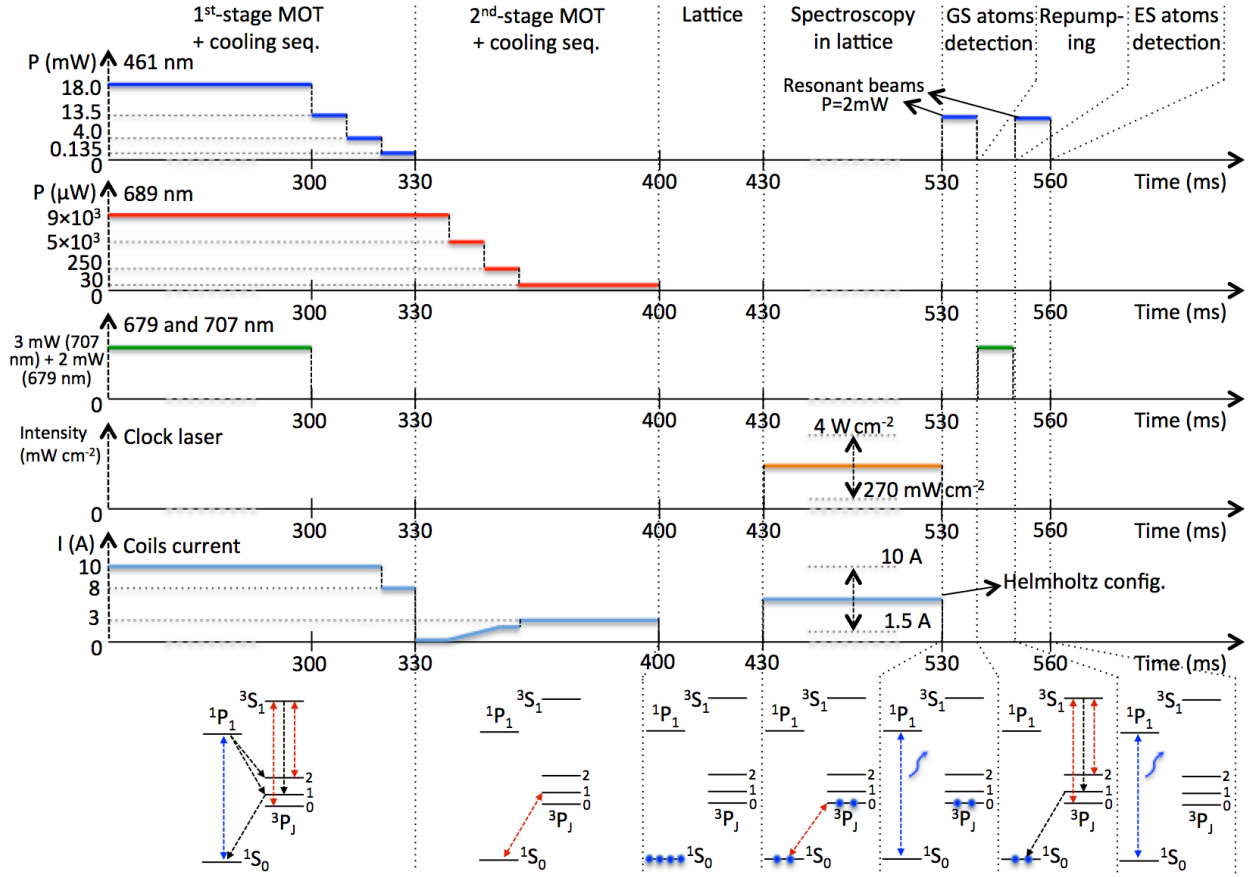 1st-stage MOT
+ cooling seq.
2nd-stage MOT
+ cooling seq.
Lattice
Spectroscopy
in lattice
GS atoms
detection
Repump-
ing
ES atoms
detection
P (mW)
461 nm
18.0
13.5
4.0
0.135
0
Resonant beams
P=2mW
300
330
400
430
530
560
Time (ms)
P (µW)
689 nm
9×10³
5×10³
250
30
0
300
330
400
430
530
560
Time (ms)
679 and 707 nm
3 mW (707
nm) + 2 mW
(679 nm)
0
300
330
400
430
530
560
Time (ms)
Intensity
(mW cm-2)
Clock laser
4 W cm-2
270 mW cm-2
0
300
330
400
430
530
560
Time (ms)
I (A)
Coils current
10
8
3
0
10 A
1.5 A
Helmholtz config.
300
330
400
430
530
560
Time (ms)
³S₁
¹P₁
2
1
0
³PJ
¹S₀
³S₁
¹P₁
2
1
0
³PJ
¹S₀
³S₁
¹P₁
2
1
0
³PJ
¹S₀
³S₁
¹P₁
2
1
0
³PJ
¹S₀
³S₁
¹P₁
2
1
0
³PJ
¹S₀
³S₁
¹P₁
2
1
0
³PJ
¹S₀
³S₁
¹P₁
2
1
0
³PJ
¹S₀